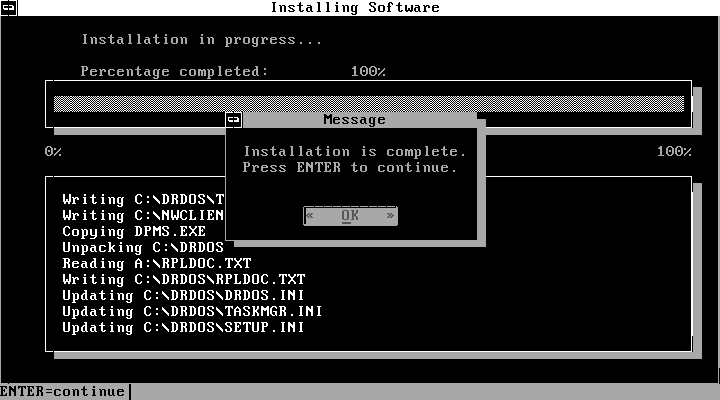 Installing Software
Installation in progress...
Percentage completed: 100%
Message
0%
100%
Installation is complete.
Press ENTER to continue.
« OK »
Writing C:\DRDOS\T
Writing C:\NWCLIEN
Copying DPMS.EXE
Unpacking C:\DRDOS
Reading A:\RPLDOC.TXT
Writing C:\DRDOS\RPLDOC.TXT
Updating C:\DRDOS\DRDOS.INI
Updating C:\DRDOS\TASKMGR.INI
Updating C:\DRDOS\SETUP.INI
ENTER=continue